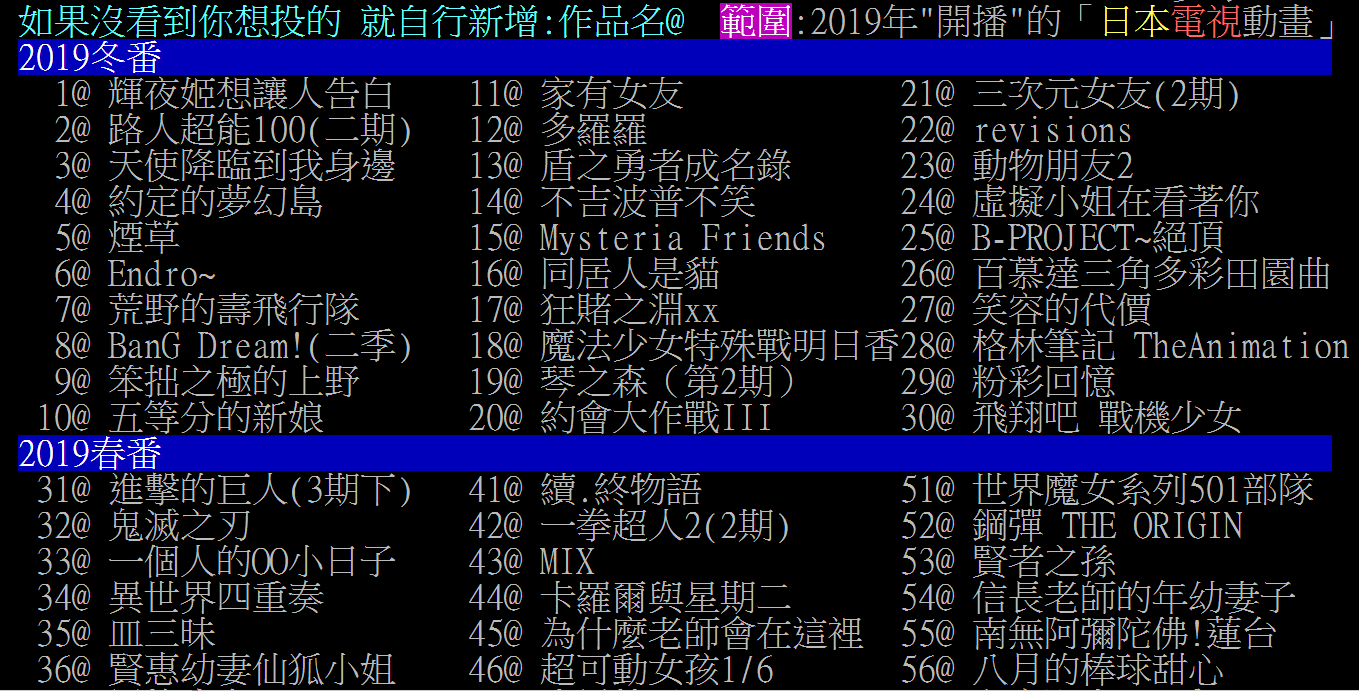 如果沒看到你想投的 就自行新增:作品名@ 範圍:2019年"開播"的「日本電視動畫」
2019冬番
1@ 輝夜姬想讓人告白 11@ 家有女友 21@ 三次元女友(2期)
2@ 路人超能100(二期) 12@ 多羅羅 22@ revisions
3@ 天使降臨到我身邊 13@ 盾之勇者成名錄 23@ 動物朋友2
4@ 約定的夢幻島 14@ 不吉波普不笑 24@ 虛擬小姐在看著你
5@ 煙草 15@ Mysteria Friends 25@ B-PROJECT~絕頂
6@ Endro~ 16@ 同居人是貓 26@ 百慕達三角多彩田園曲
7@ 荒野的壽飛行隊 17@ 狂賭之淵xx 27@ 笑容的代價
8@ BanG Dream!(二季) 18@ 魔法少女特殊戰明日香 28@ 格林筆記 TheAnimation
9@ 笨拙之極的上野 19@ 琴之森（第2期） 29@ 粉彩回憶
10@ 五等分的新娘 20@ 約會大作戰III 30@ 飛翔吧 戰機少女
2019春番
31@ 進擊的巨人(3期下) 41@ 續.終物語 51@ 世界魔女系列501部隊
32@ 鬼滅之刃 42@ 一拳超人2(2期) 52@ 鋼彈 THE ORIGIN
33@ 一個人的OO小日子 43@ MIX 53@ 賢者之孫
34@ 異世界四重奏 44@ 卡羅爾與星期二 54@ 信長老師的年幼妻子
35@ 皿三昧 45@ 為什麼老師會在這裡 55@ 南無阿彌陀佛!蓮台
36@ 賢惠幼妻仙狐小姐 46@ 超可動女孩1/6 56@ 八月的棒球甜心